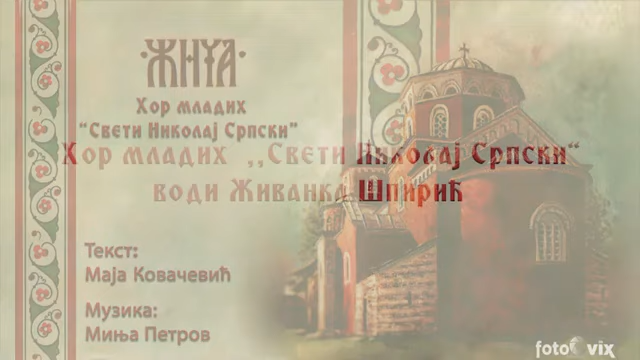 ЖИЧА
Хор младих
"Свети Николај Српски"
Хор младих ,,Свети Николај Српски“
води Живанка Шпирић
Текст:
Маја Ковачевић
Музика:
Миња Петров
foto vix